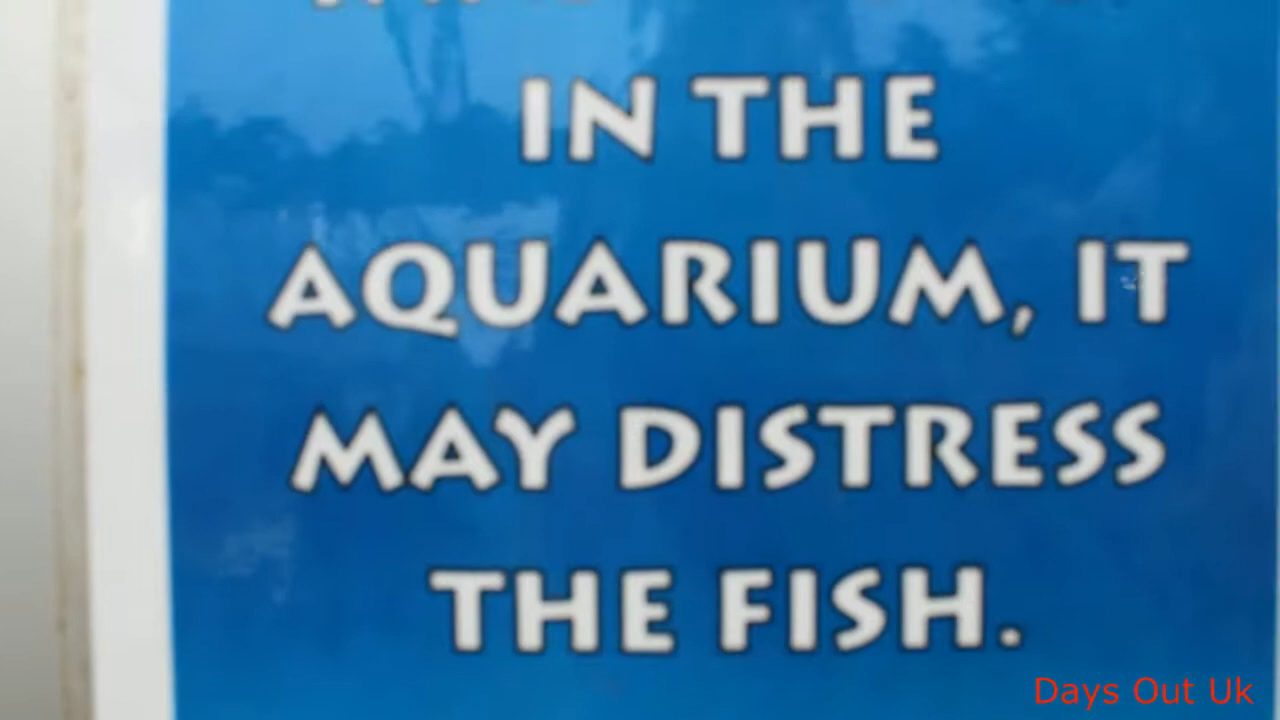 IN THE
AQUARIUM, IT
MAY DISTRESS
THE FISH.
Days Out Uk